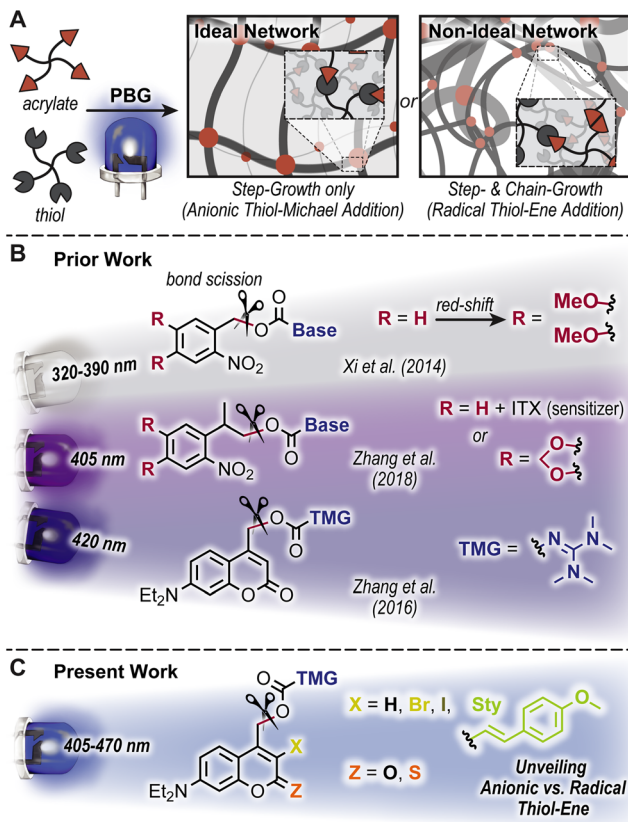 A
acrylate
thiol
PBG
Ideal Network
Step-Growth only
(Anionic Thiol-Michael Addition)
or
Non-Ideal Network
Step- & Chain-Growth
(Radical Thiol-Ene Addition)
B Prior Work
bond scission
320-390 nm
R
R
NO2
O
O
Base
R = H
red-shift
R =
MeO
MeO
Xi et al. (2014)
405 nm
R
R
NO2
O
O
Base
Zhang et al.
(2018)
R = H + ITX (sensitizer)
or
R =
O
O
420 nm
O
O
TMG
Et2N
O
O
Zhang et al.
(2016)
TMG =
N
N
N
C Present Work
405-470 nm
O
O
TMG
X
Et2N
O
Z
X = H, Br, I,
Sty
O
Z = O, S
Unveiling
Anionic vs. Radical
Thiol-Ene